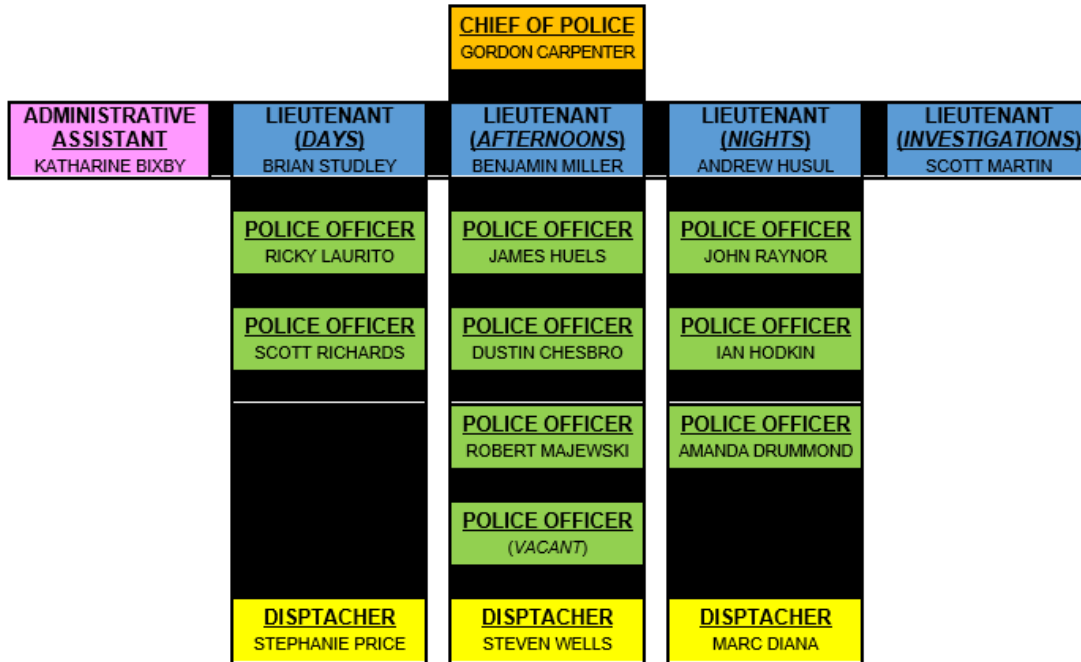 CHIEF OF POLICE
GORDON CARPENTER
ADMINISTRATIVE
ASSISTANT
KATHARINE BIXBY
LIEUTENANT
(DAYS)
BRIAN STUDLEY
LIEUTENANT
(AFTERNOONS)
BENJAMIN MILLER
LIEUTENANT
(NIGHTS)
ANDREW HUSUL
LIEUTENANT
(INVESTIGATIONS)
SCOTT MARTIN
POLICE OFFICER
RICKY LAURITO
POLICE OFFICER
JAMES HUELS
POLICE OFFICER
JOHN RAYNOR
POLICE OFFICER
SCOTT RICHARDS
POLICE OFFICER
DUSTIN CHESBRO
POLICE OFFICER
IAN HODKIN
POLICE OFFICER
ROBERT MAJEWSKI
POLICE OFFICER
AMANDA DRUMMOND
POLICE OFFICER
(VACANT)
DISPTACHER
STEPHANIE PRICE
DISPTACHER
STEVEN WELLS
DISPTACHER
MARC DIANA